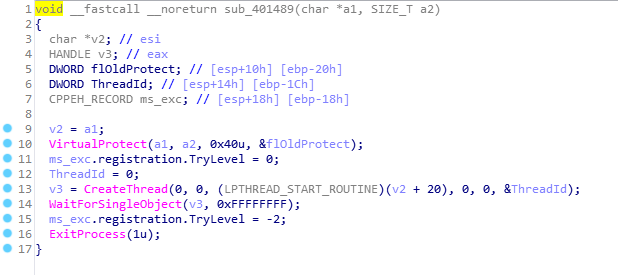 1 void __fastcall __noreturn sub_401489(char *a1, SIZE_T a2)
2 {
3 char *v2; // esi
4 HANDLE v3; // eax
5 DWORD flOldProtect; // [esp+10h] [ebp-20h]
6 DWORD ThreadId; // [esp+14h] [ebp-1Ch]
7 CPPEH_RECORD ms_exc; // [esp+18h] [ebp-18h]
8
9 v2 = a1;
10 VirtualProtect(a1, a2, 0x40u, &flOldProtect);
11 ms_exc.registration.TryLevel = 0;
12 ThreadId = 0;
13 v3 = CreateThread(0, 0, (LPTHREAD_START_ROUTINE)(v2 + 20), 0, 0, &ThreadId);
14 WaitForSingleObject(v3, 0xFFFFFFFF);
15 ms_exc.registration.TryLevel = -2;
16 ExitProcess(1u);
17 }